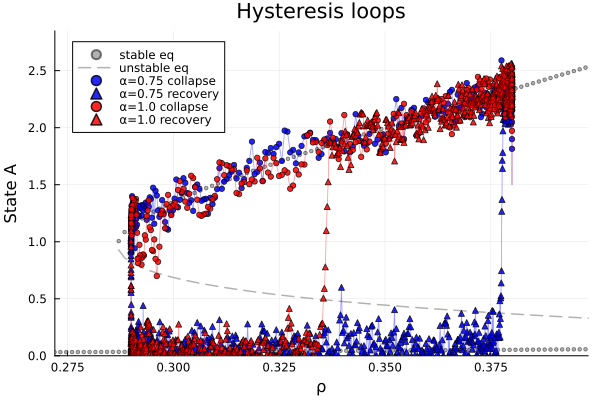 Hysteresis loops
stable eq
unstable eq
α=0.75 collapse
α=0.75 recovery
α=1.0 collapse
α=1.0 recovery
State A
2.5
2.0
1.5
1.0
0.5
0.0
0.275
0.300
0.325
0.350
0.375
ρ